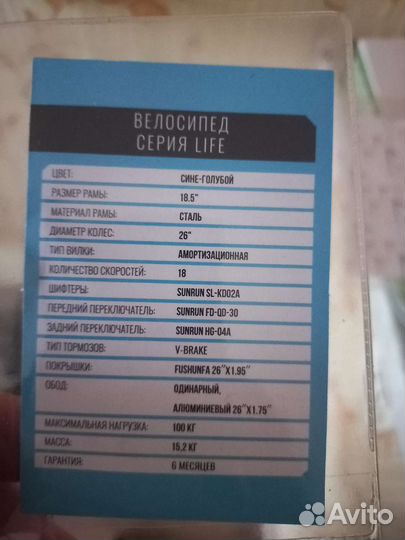 ВЕЛОСИПЕД
СЕРИЯ LIFE
ЦВЕТ: СИНЕ-ГОЛУБОЙ
РАЗМЕР РАМЫ: 18.5"
МАТЕРИАЛ РАМЫ: СТАЛЬ
ДИАМЕТР КОЛЕС: 26"
ТИП ВИЛКИ: АМОРТИЗАЦИОННАЯ
КОЛИЧЕСТВО СКОРОСТЕЙ: 18
ШИФТЕРЫ: SUNRUN SL-KD02A
ПЕРЕДНИЙ ПЕРЕКЛЮЧАТЕЛЬ: SUNRUN FD-QD-30
ЗАДНИЙ ПЕРЕКЛЮЧАТЕЛЬ: SUNRUN HG-04A
ТИП ТОРМОЗОВ: V-BRAKE
ПОКРЫШКИ: FUSHUNFA 26"X1.95"
ОБОД: ОДИНАРНЫЙ,
АЛЮМИНИЕВЫЙ 26"X1.75"
МАКСИМАЛЬНАЯ НАГРУЗКА: 100 КГ
МАССА: 15,2 КГ
ГАРАНТИЯ: 6 МЕСЯЦЕВ
Avito